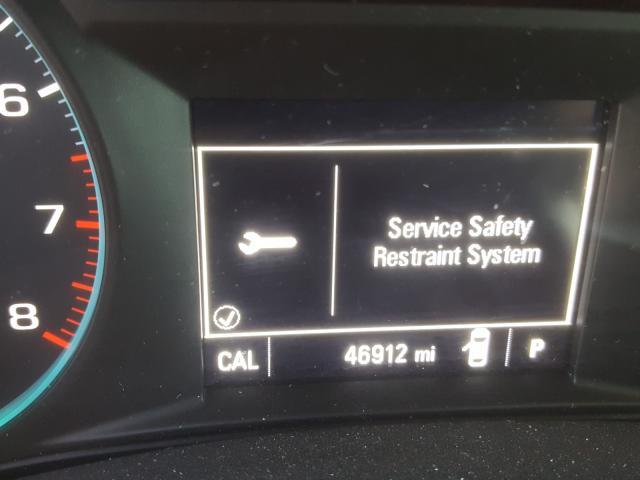 6
7
8
Service Safety
Restraint System
CAL 46912 mi P